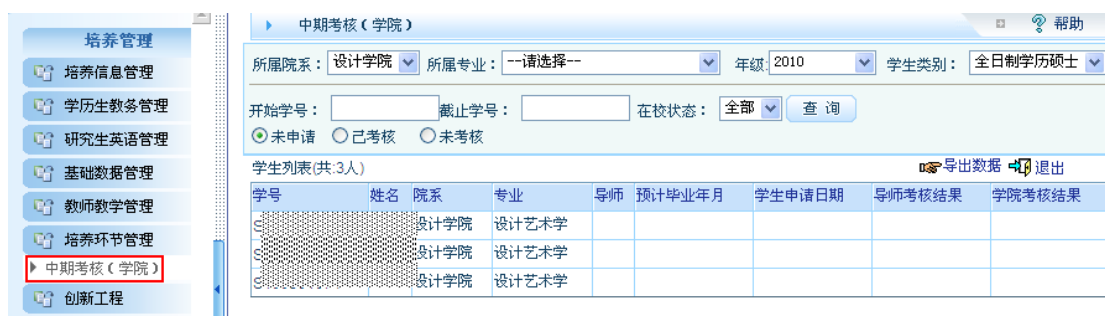 培养管理
培养信息管理
学历生教务管理
研究生英语管理
基础数据管理
教师教学管理
培养环节管理
中期考核(学院)
创新工程
中期考核(学院) 帮助
所属院系: 设计学院 所属专业: --请选择-- 年级: 2010 学生类别: 全日制学历硕士
开始学号: 截止学号: 在校状态: 全部 查 询
未申请 已考核 未考核
学生列表(共:3人) 导出数据 退出
学号 姓名 院系 专业 导师 预计毕业年月 学生申请日期 导师考核结果 学院考核结果
设计学院 设计艺术学
设计学院 设计艺术学
设计学院 设计艺术学